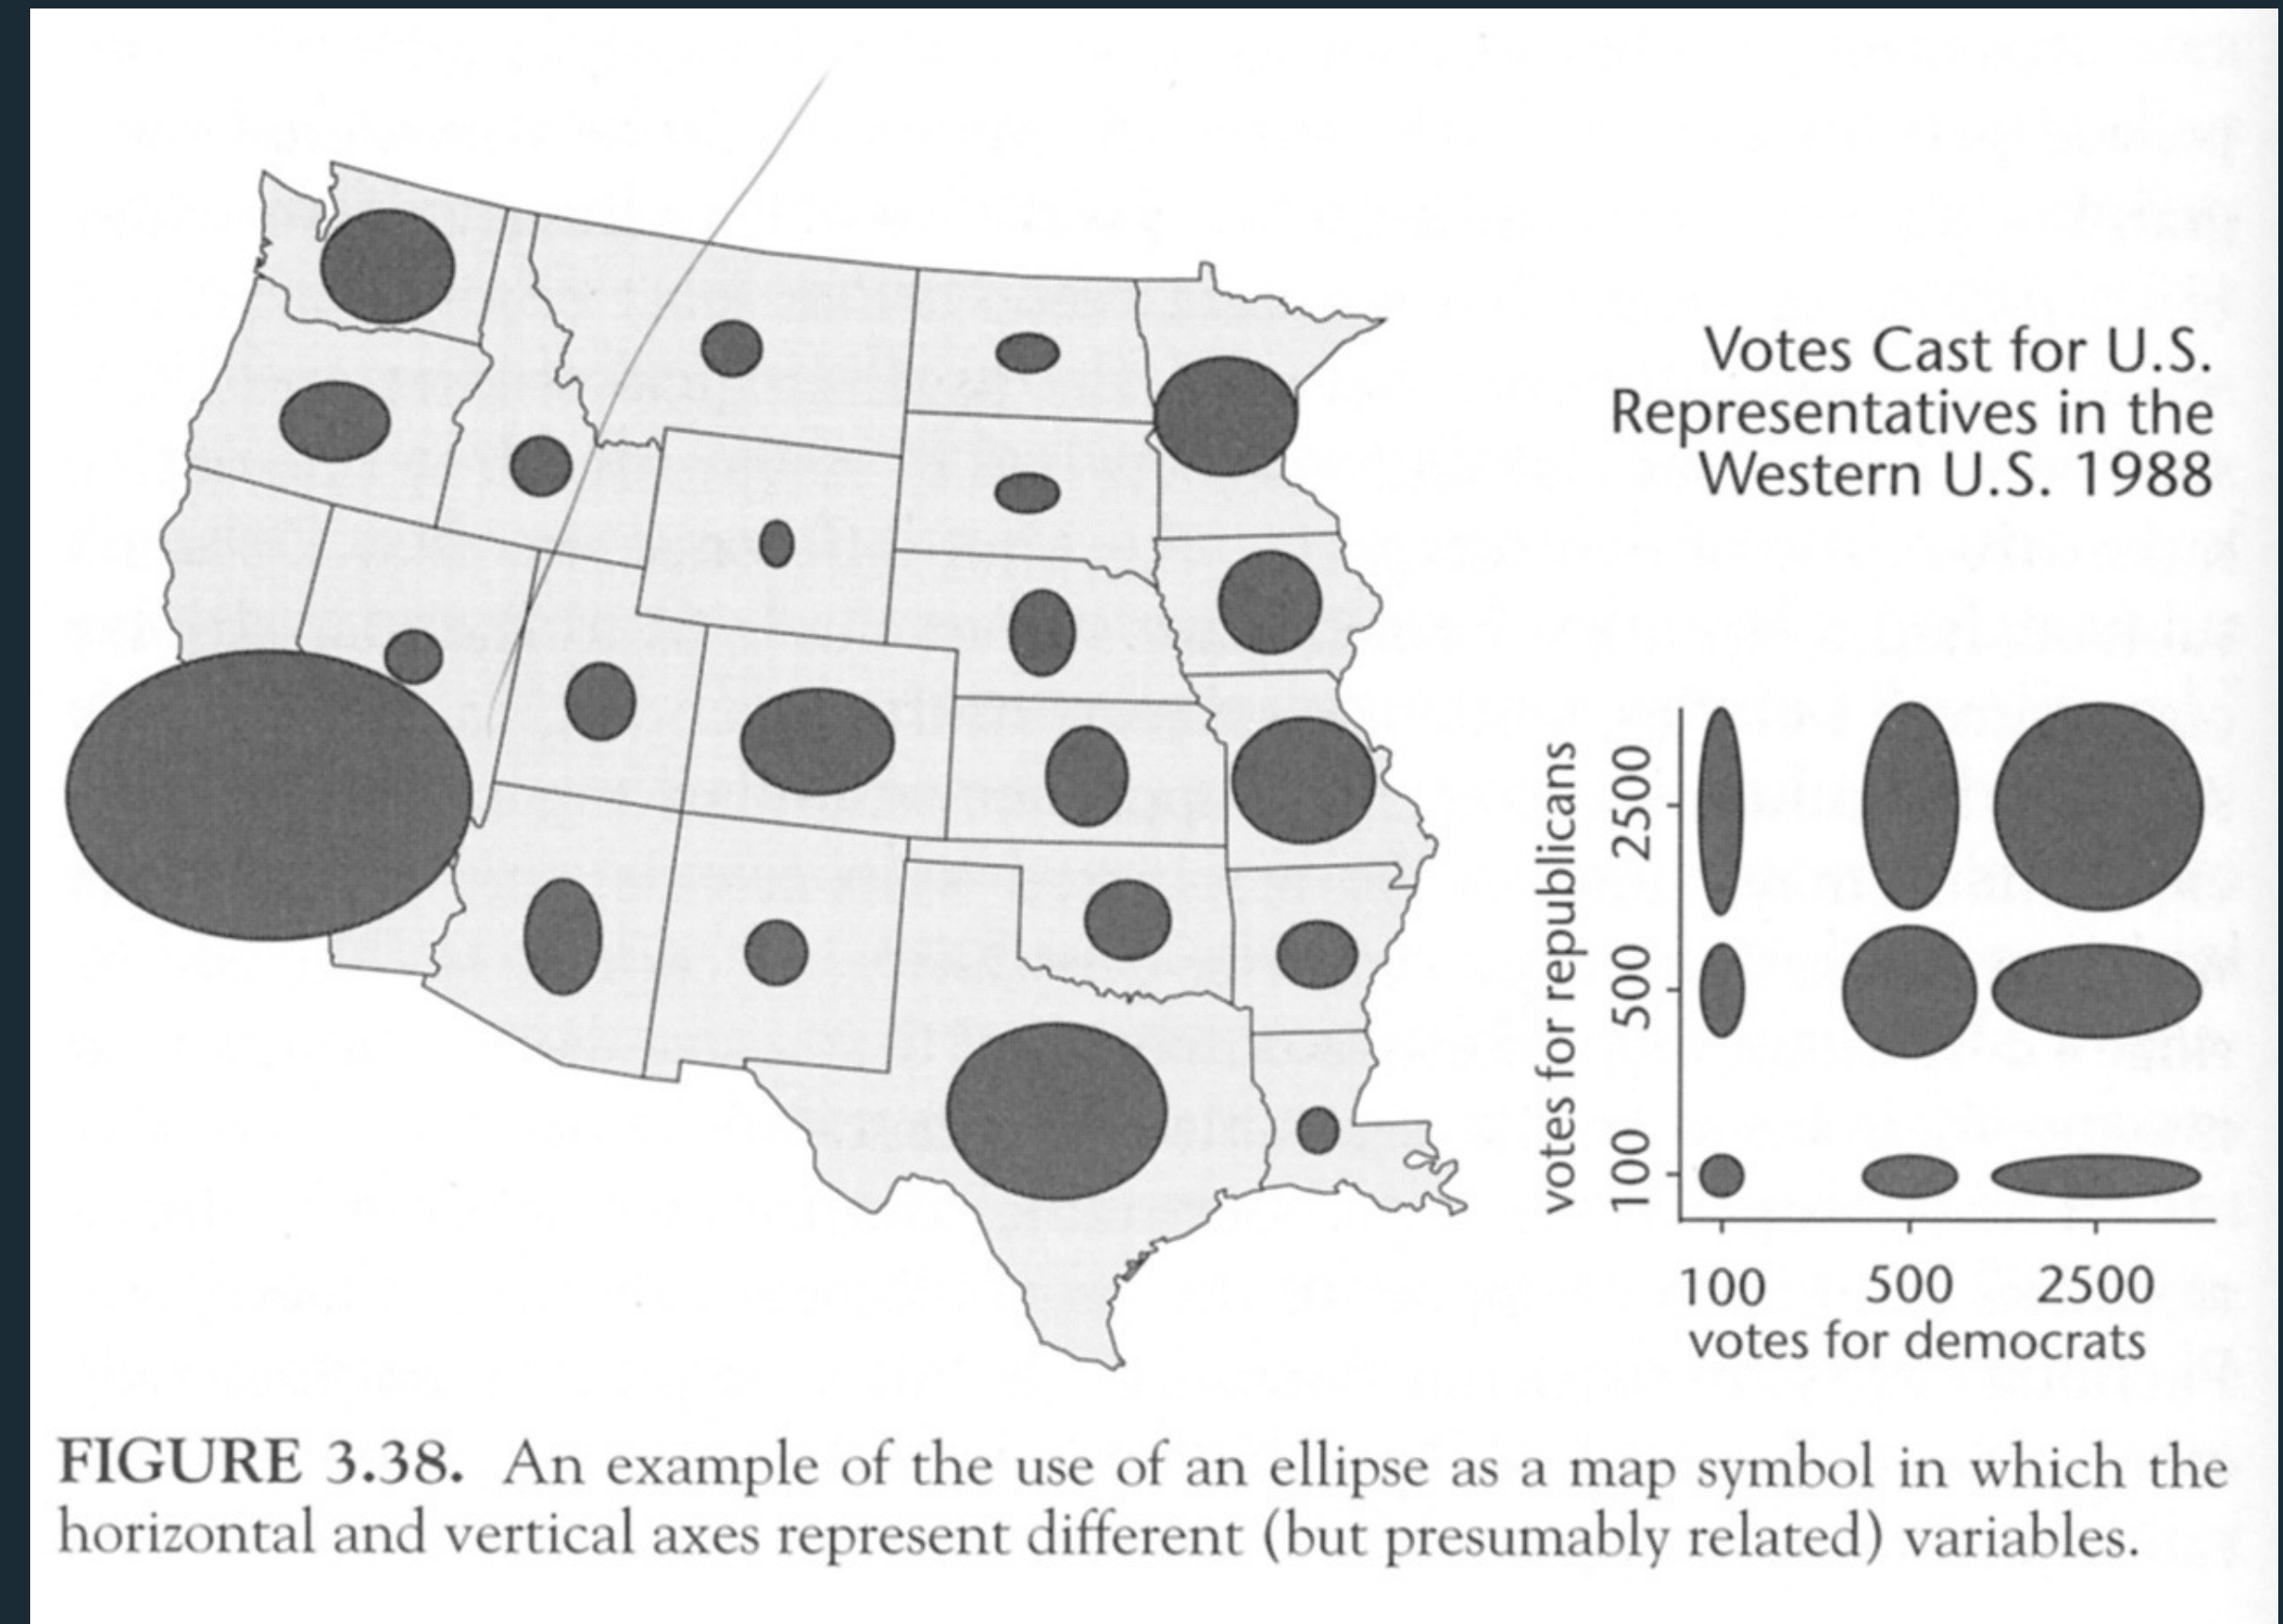 Votes Cast for U.S.
Representatives in the
Western U.S. 1988
votes for republicans
2500
500
100
100 500 2500
votes for democrats
FIGURE 3.38. An example of the use of an ellipse as a map symbol in which the
horizontal and vertical axes represent different (but presumably related) variables.